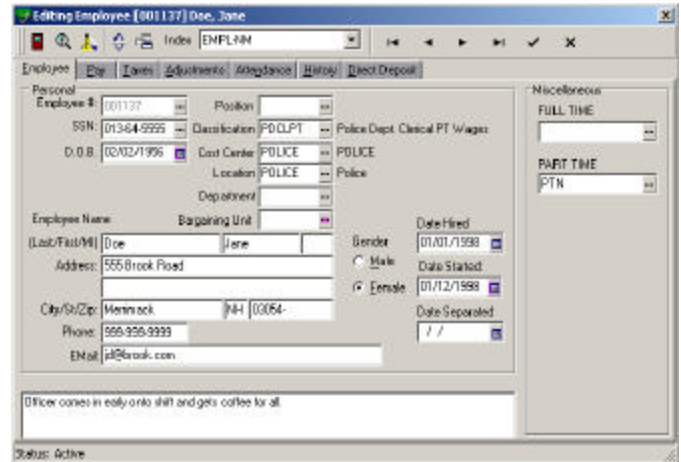 Editing Employee [001137] Doe, Jane
Index EMPL-NM
Employee Pay Taxes Adjustments Attendance History Direct Deposit
Personal
Employee #: 001137 Position
SSN: 013-64-5555 Classification PDCLPT Police Dept. Clerical PT Wages
D.O.B. 02/02/1956 Cost Center POLICE POLICE
Location POLICE Police
Department
Employee Name Bargaining Unit
(Last/First/MI) Doe Jane
Address: 555 Brook Road
City/St/Zip: Merrimack NH 03054-
Phone: 999-999-9999
EMail jd@brook.com
Gender
Male
Female
Date Hired
01/01/1998
Date Started
01/12/1998
Date Separated
/ /
Miscellaneous
FULL TIME
PART TIME
PTN
Officer comes in early onto shift and gets coffee for all.
Status: Active